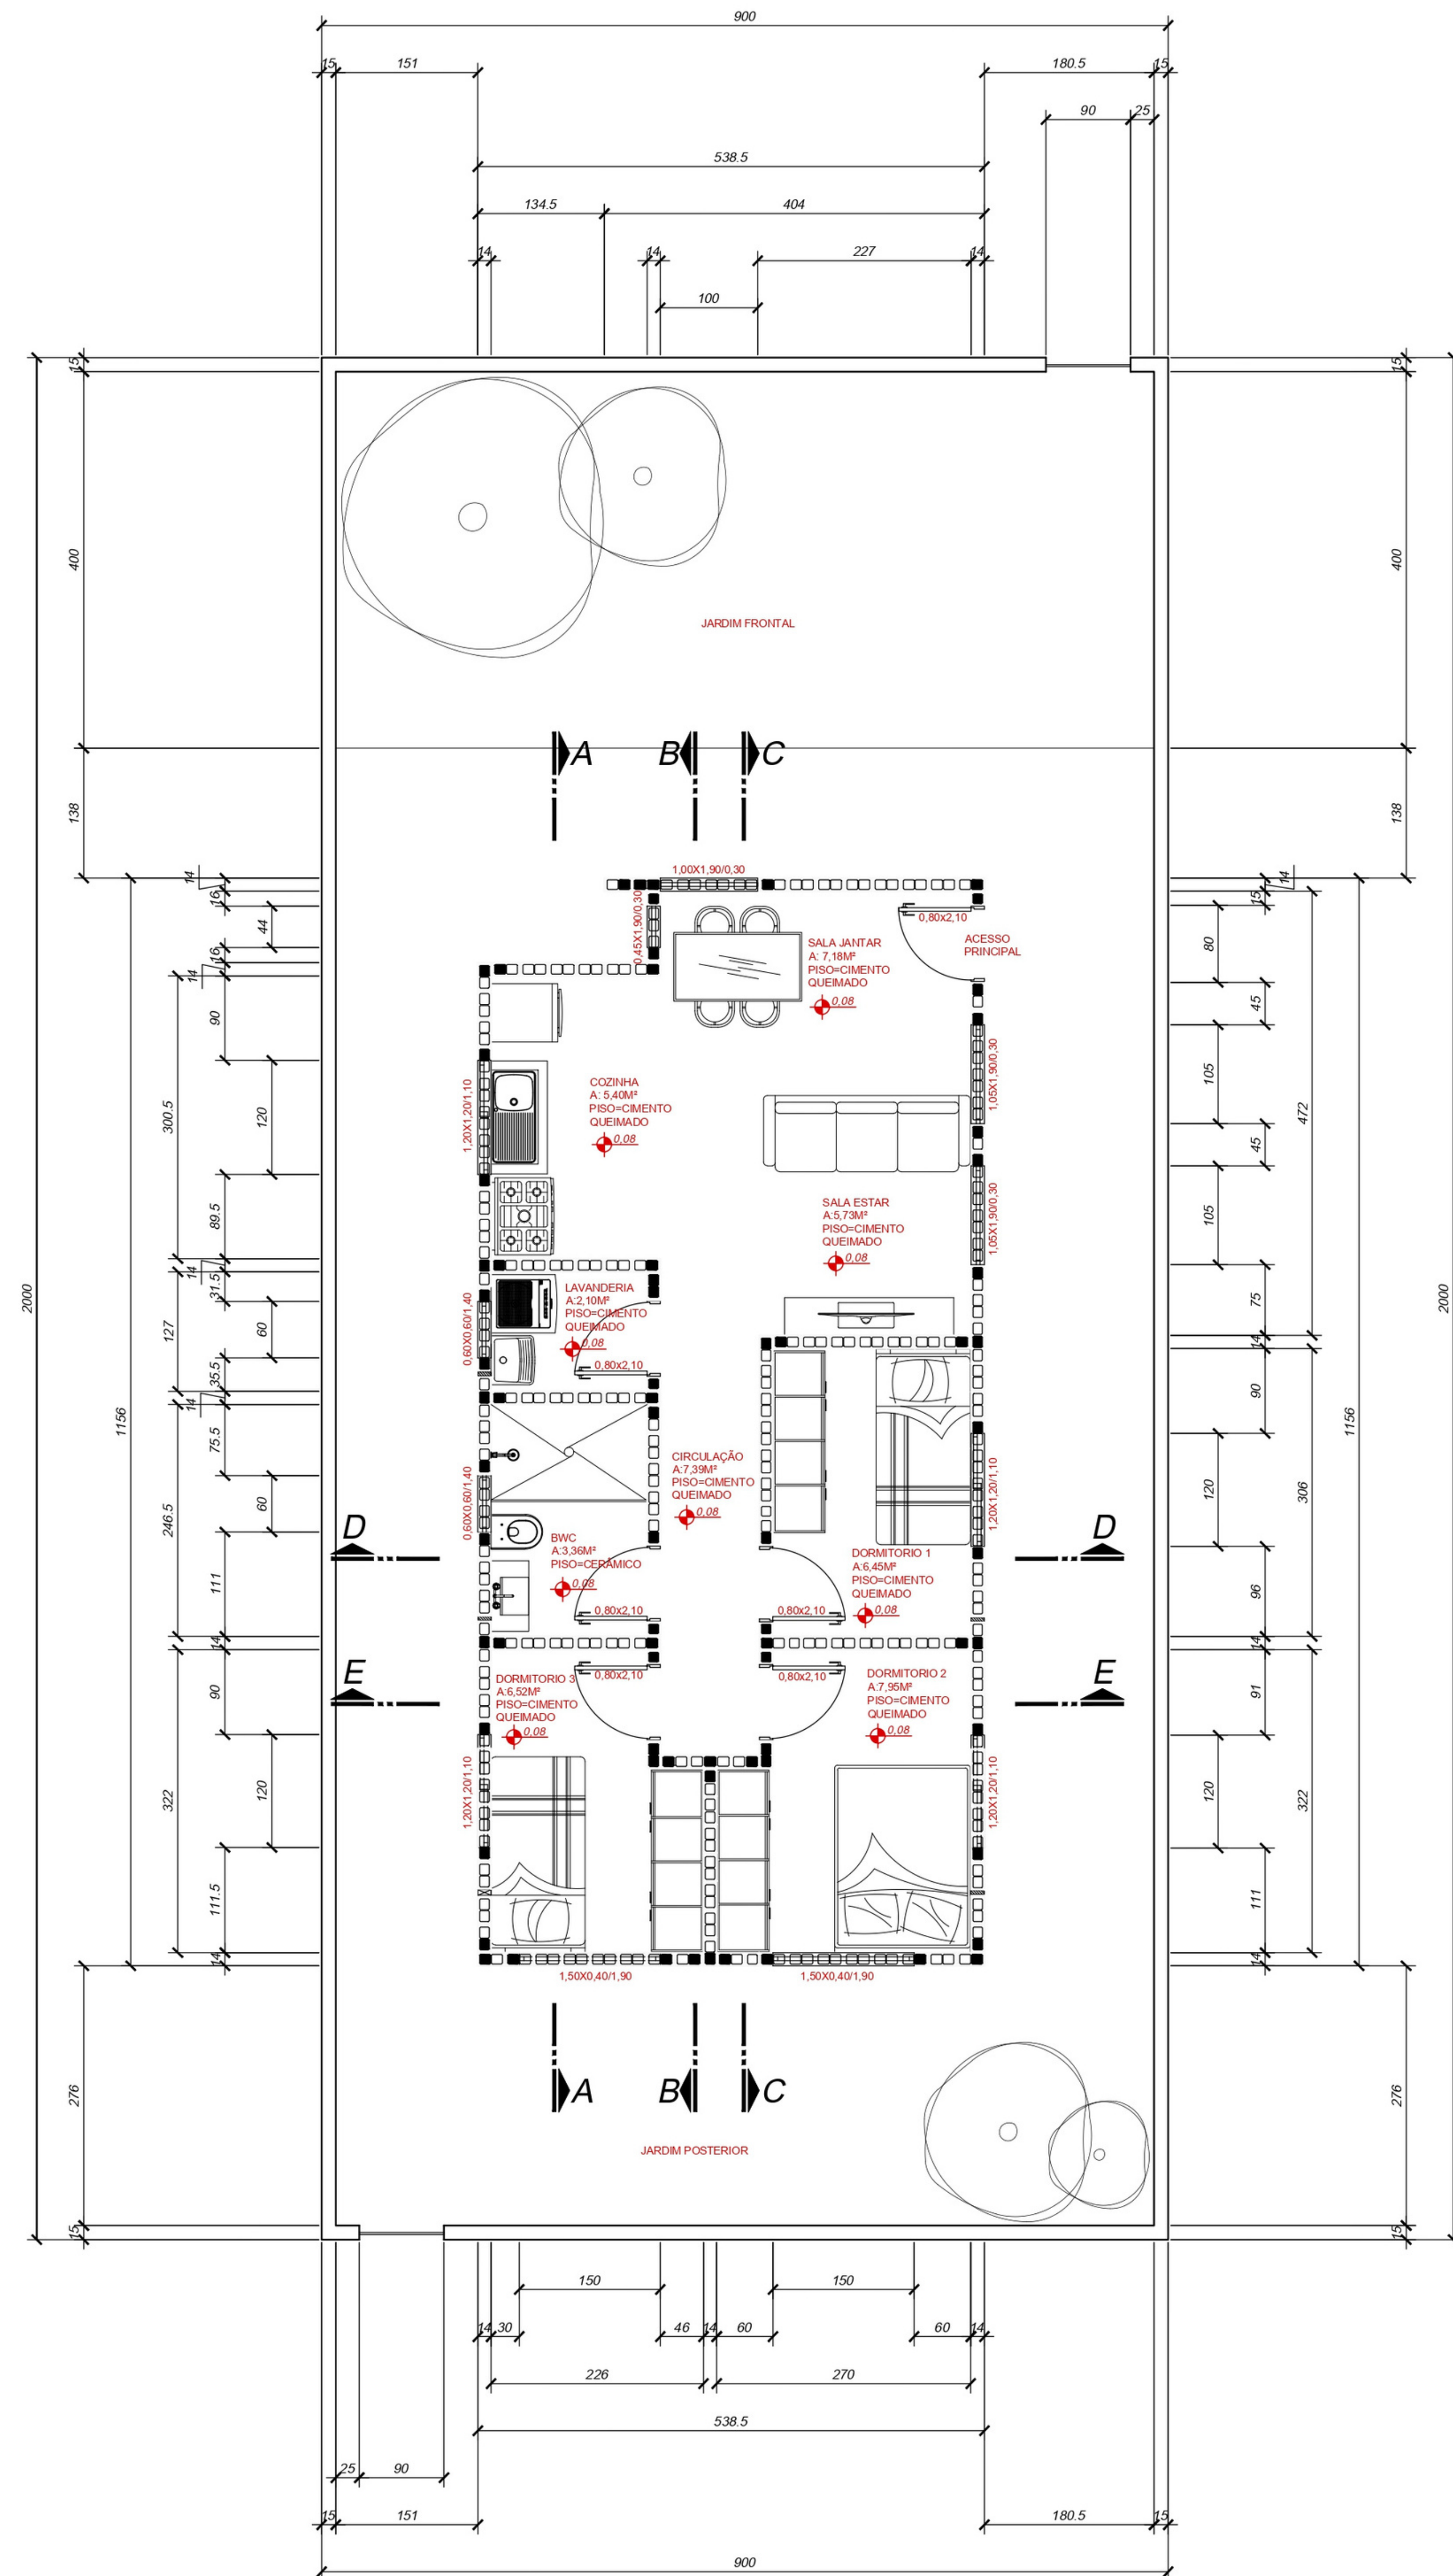 900
15
151
180.5
15
90
25
538.5
134.5
404
14
14
227
14
100
15
15
400
400
JARDIM FRONTAL
A
B
C
138
138
14
14
16
15
44
16
14
1,00X1,90/0,30
0,45X1,90/0,30
0,80x2,10
ACESSO
PRINCIPAL
SALA JANTAR
A: 7,18M²
PISO=CIMENTO
QUEIMADO
0,08
80
45
90
300.5
120
1,20X1,20/1,10
COZINHA
A: 5,40M²
PISO=CIMENTO
QUEIMADO
0,08
1,05X1,90/0,30
105
472
45
89.5
SALA ESTAR
A:5,73M²
PISO=CIMENTO
QUEIMADO
0,08
1,05X1,90/0,30
105
2000
2000
14
31.5
127
60
35.5
14
0,60X0,60/1,40
LAVANDERIA
A:2,10M²
PISO=CIMENTO
QUEIMADO
0,08
0,80x2,10
75
14
1156
1156
90
75.5
246.5
60
111
0,60X0,60/1,40
CIRCULAÇÃO
A:7,39M²
PISO=CIMENTO
QUEIMADO
0,08
1,20X1,20/1,10
120
306
D
D
BWC
A:3,36M²
PISO=CERÂMICO
0,08
0,80x2,10
DORMITORIO 1
A:6,45M²
PISO=CIMENTO
QUEIMADO
0,08
0,80x2,10
96
14
14
E
E
90
DORMITORIO 3
A:6,52M²
PISO=CIMENTO
QUEIMADO
0,08
0,80x2,10
0,80x2,10
DORMITORIO 2
A:7,95M²
PISO=CIMENTO
QUEIMADO
0,08
91
322
120
1,20X1,20/1,10
1,20X1,20/1,10
120
322
111.5
111
14
14
1,50X0,40/1,90
1,50X0,40/1,90
A
B
C
276
276
JARDIM POSTERIOR
15
15
150
150
14
30
46
14
60
60
14
226
270
538.5
25
90
15
151
180.5
15
900